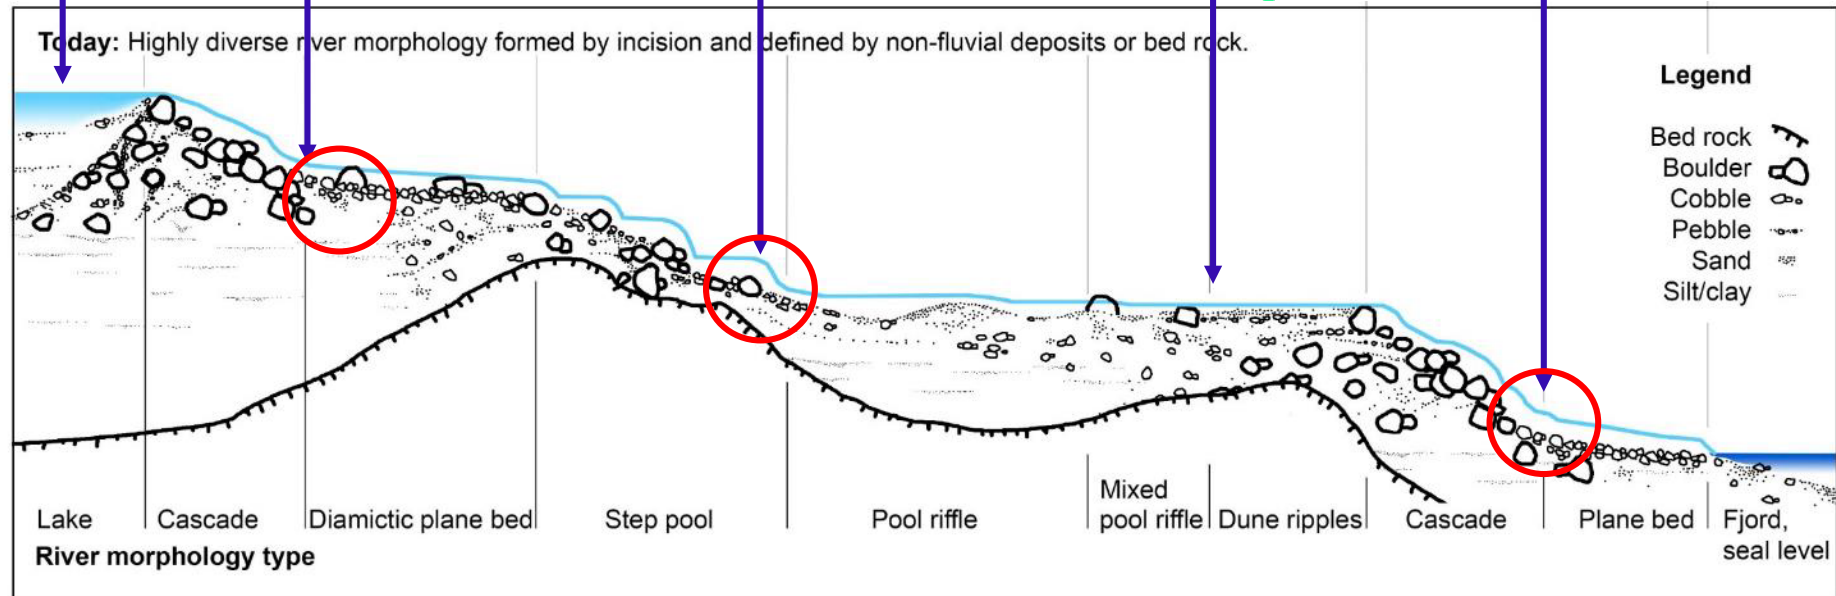 Today: Highly diverse river morphology formed by incision and defined by non-fluvial deposits or bed rock.
Legend
Bed rock
Boulder
Cobble
Pebble
Sand
Silt/clay
Lake
Cascade
Diamictic plane bed
Step pool
Pool riffle
Mixed
pool riffle
Dune ripples
Cascade
Plane bed
Fjord,
seal level
River morphology type